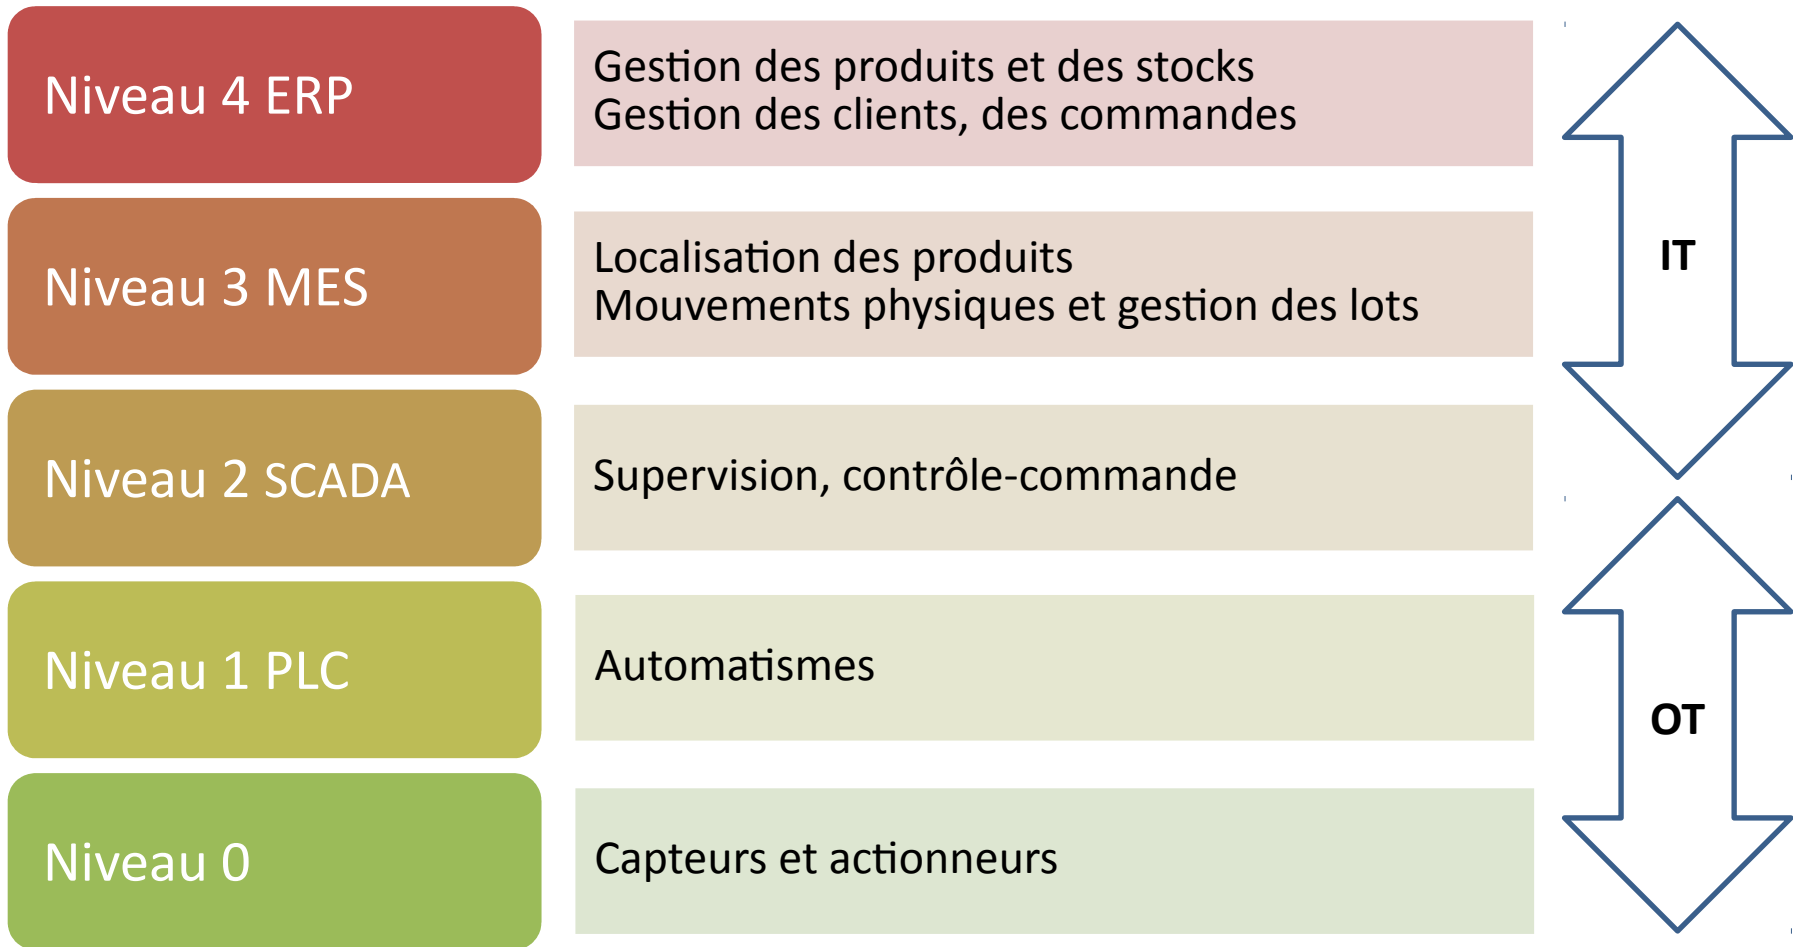 Niveau 4 ERP
Gestion des produits et des stocks
Gestion des clients, des commandes
Niveau 3 MES
Localisation des produits
Mouvements physiques et gestion des lots
IT
Niveau 2 SCADA
Supervision, contrôle-commande
Niveau 1 PLC
Automatismes
OT
Niveau 0
Capteurs et actionneurs